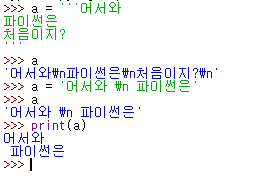 >>> a = '''어서와
파이썬은
처음이지?
'''
>>> a
'어서와₩n파이썬은₩n처음이지?₩n'
>>> a = '어서와 ₩n 파이썬은'
>>> a
'어서와 ₩n 파이썬은'
>>> print(a)
어서와
 파이썬은
>>>